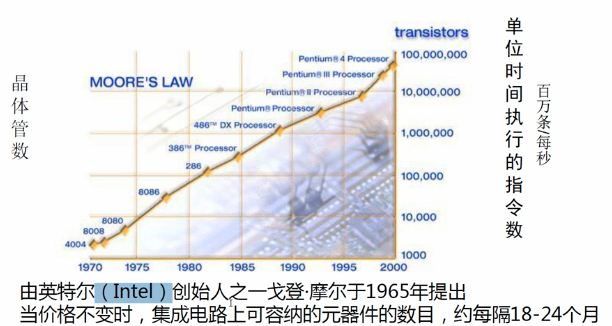 transistors
Pentium® 4 Processor
100,000,000
Pentium® III Processor
MOORE'S LAW
Pentium® II Processor
10,000,000
Pentium® Processor
486™ DX Processor
1,000,000
386™ Processor
286
100,000
8086
8080
10,000
8008
4004
1000
1970 1975 1980 1985 1990 1995 2000
晶体管数
单位时间执行的指令数
百万条/每秒
由英特尔（Intel）创始人之一戈登·摩尔于1965年提出
当价格不变时，集成电路上可容纳的元器件的数目，约每隔18-24个月